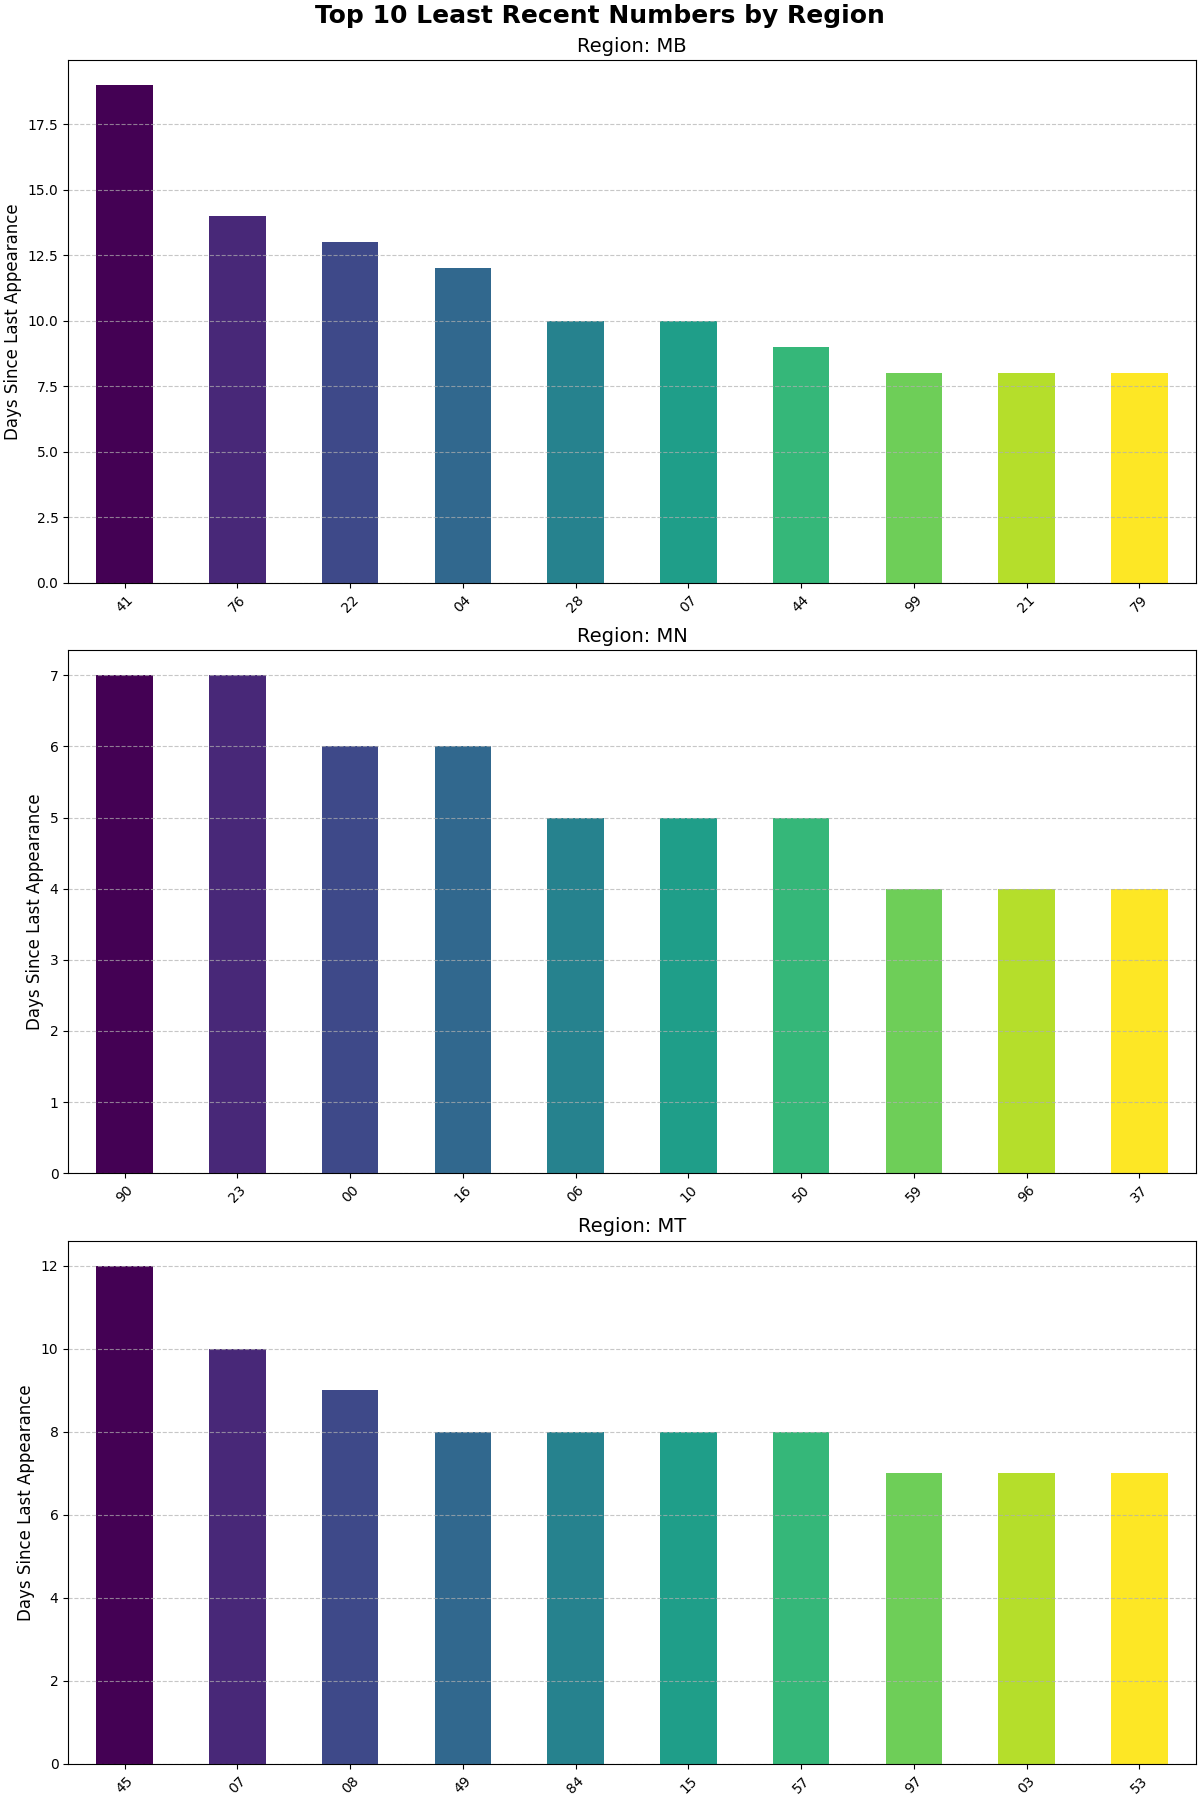 Top 10 Least Recent Numbers by Region
Region: MB
Days Since Last Appearance
17.5
15.0
12.5
10.0
7.5
5.0
2.5
0.0
41 76 22 04 28 07 44 99 21 79
Region: MN
Days Since Last Appearance
7
6
5
4
3
2
1
0
90 23 00 16 06 10 50 59 96 37
Region: MT
Days Since Last Appearance
12
10
8
6
4
2
0
45 07 08 49 84 15 57 97 03 53